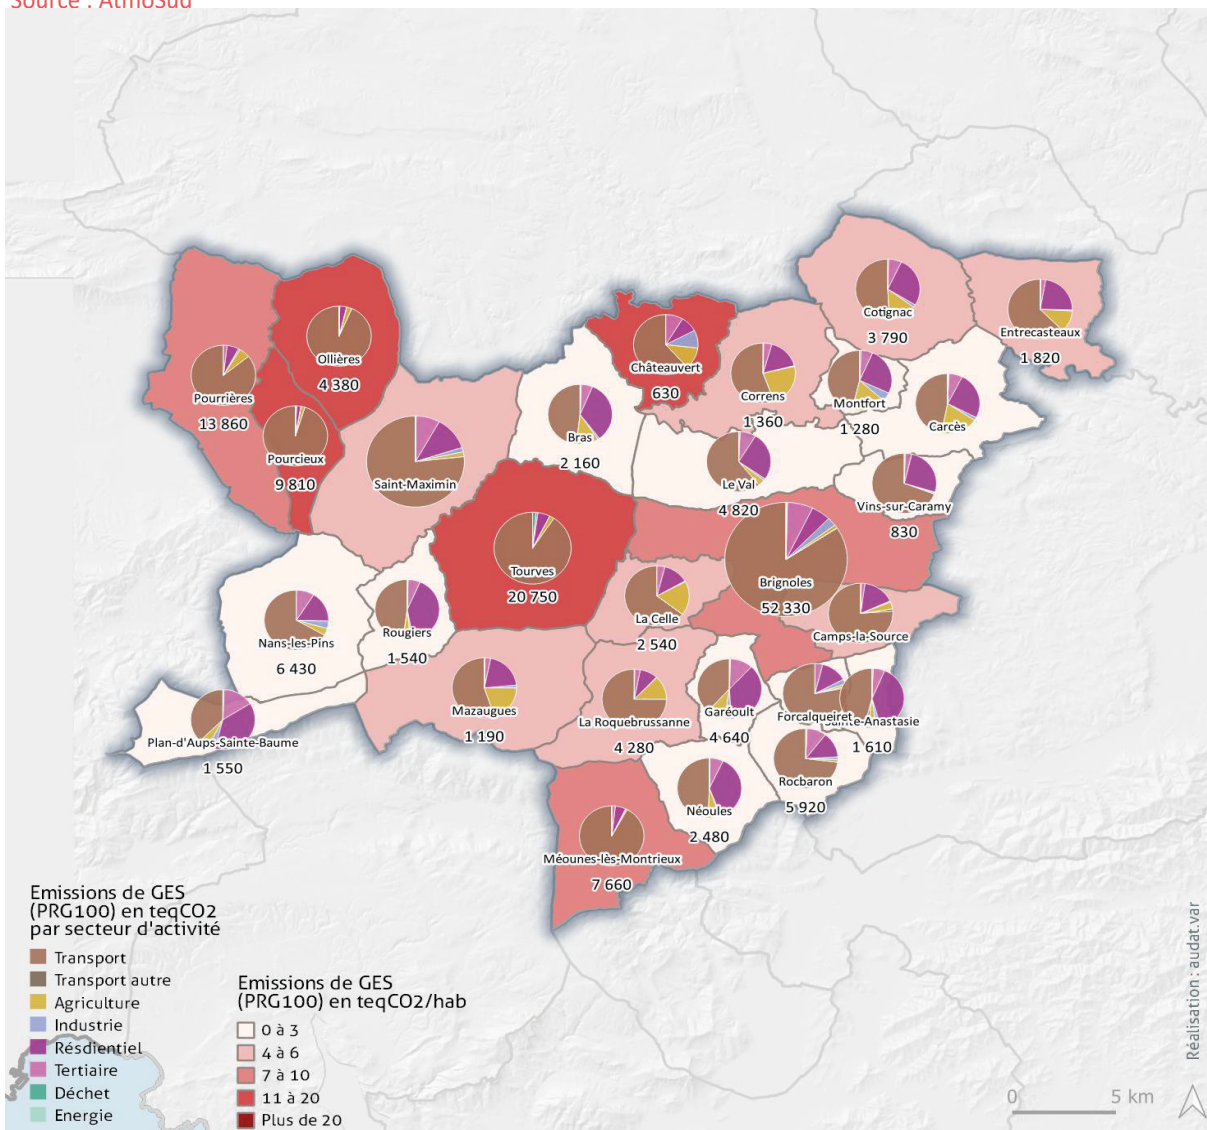 Source : AtmoSud
Cotignac
3 790
Entrecasteaux
1 820
Ollières
4 380
Châteauvert
630
Pourrières
13 860
Correns
1 360
Montfort
1 280
Carcès
Bras
2 160
Pourcieux
9 810
Saint-Maximin
Le Val
4 820
Vins-sur-Caramy
830
Tourves
20 750
Brignoles
52 330
La Celle
2 540
Camps-la-Source
Nans-les-Pins
6 430
Rougiers
1 540
Mazaugues
1 190
La Roquebrussanne
4 280
Garéoult
4 640
Forcalqueiret
Sainte-Anastasie
1 610
Plan-d'Aups-Sainte-Baume
1 550
Rocbaron
5 920
Néoules
2 480
Méounes-lès-Montrieux
7 660
Emissions de GES
(PRG100) en teqCO2
par secteur d'activité
Transport
Transport autre
Agriculture
Industrie
Résdientiel
Tertiaire
Déchet
Energie
Emissions de GES
(PRG100) en teqCO2/hab
0 à 3
4 à 6
7 à 10
11 à 20
Plus de 20
0 5 km
Réalisation : audat.var